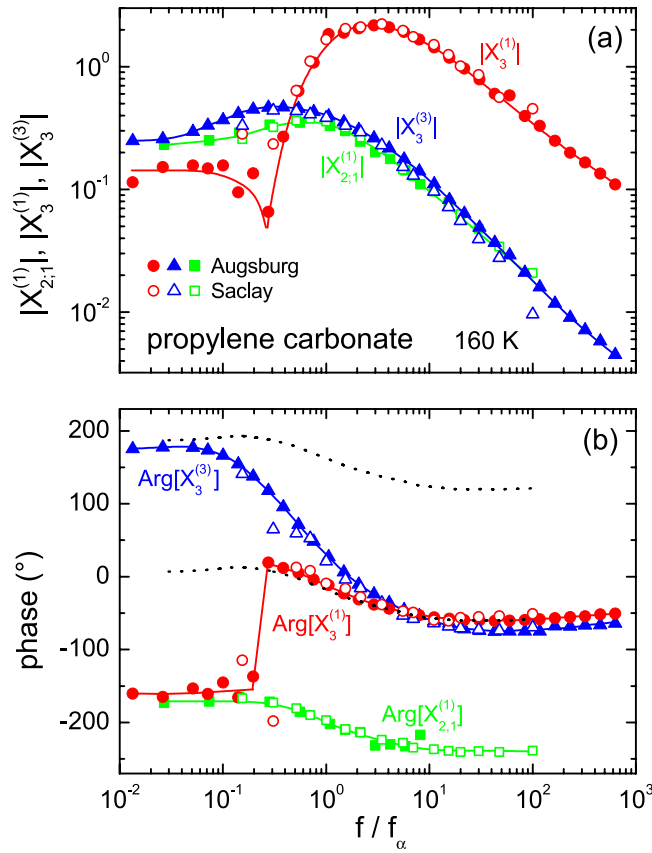 (a)
|X₃⁽¹⁾|
10⁰
|X₃⁽³⁾|
|X₂;₁⁽¹⁾|
10⁻¹
|X₂;₁⁽¹⁾|, |X₃⁽¹⁾|, |X₃⁽³⁾|
Augsburg
Saclay
10⁻²
propylene carbonate 160 K
200
(b)
Arg[X₃⁽³⁾]
100
0
Arg[X₃⁽¹⁾]
-100
Arg[X₂,₁⁽¹⁾]
-200
phase (°)
10⁻² 10⁻¹ 10⁰ 10¹ 10² 10³
f / fα